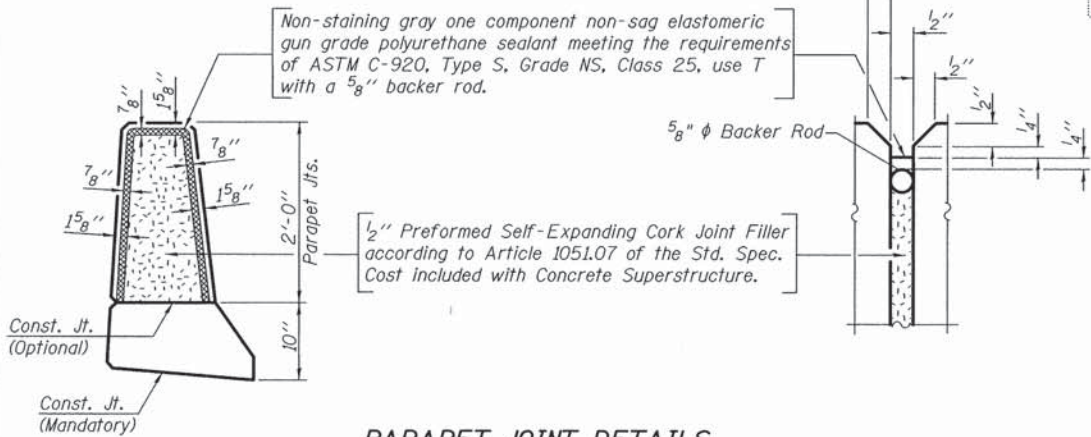 Non-staining gray one component non-sag elastomeric
gun grade polyurethane sealant meeting the requirements
of ASTM C-920, Type S, Grade NS, Class 25, use T
with a 5/8" backer rod.
1/2"
1/2"
1/2"
1/4"
1/4"
5/8" φ Backer Rod
7/8"
1 5/8"
7/8"
7/8"
1 5/8"
1 5/8"
2'-0"
Parapet Jts.
1/2" Preformed Self-Expanding Cork Joint Filler
according to Article 1051.07 of the Std. Spec.
Cost included with Concrete Superstructure.
Const. Jt.
(Optional)
10"
Const. Jt.
(Mandatory)
PARAPET JOINT DETAILS